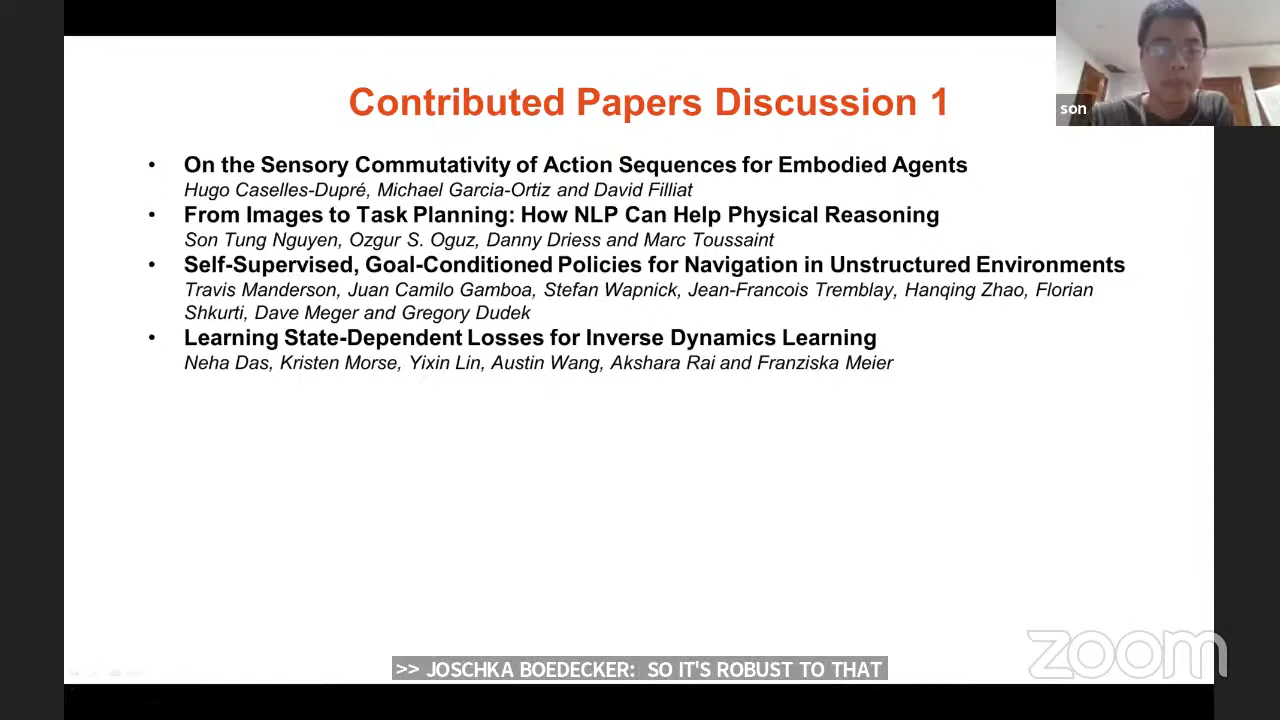 Contributed Papers Discussion 1
son
• On the Sensory Commutativity of Action Sequences for Embodied Agents
Hugo Caselles-Dupré, Michael Garcia-Ortiz and David Filliat
• From Images to Task Planning: How NLP Can Help Physical Reasoning
Son Tung Nguyen, Ozgur S. Oguz, Danny Driess and Marc Toussaint
• Self-Supervised, Goal-Conditioned Policies for Navigation in Unstructured Environments
Travis Manderson, Juan Camilo Gamboa, Stefan Wapnick, Jean-Francois Tremblay, Hanqing Zhao, Florian
Shkurti, Dave Meger and Gregory Dudek
• Learning State-Dependent Losses for Inverse Dynamics Learning
Neha Das, Kristen Morse, Yixin Lin, Austin Wang, Akshara Rai and Franziska Meier
zoom
>> JOSCHKA BOEDECKER: SO IT'S ROBUST TO THAT